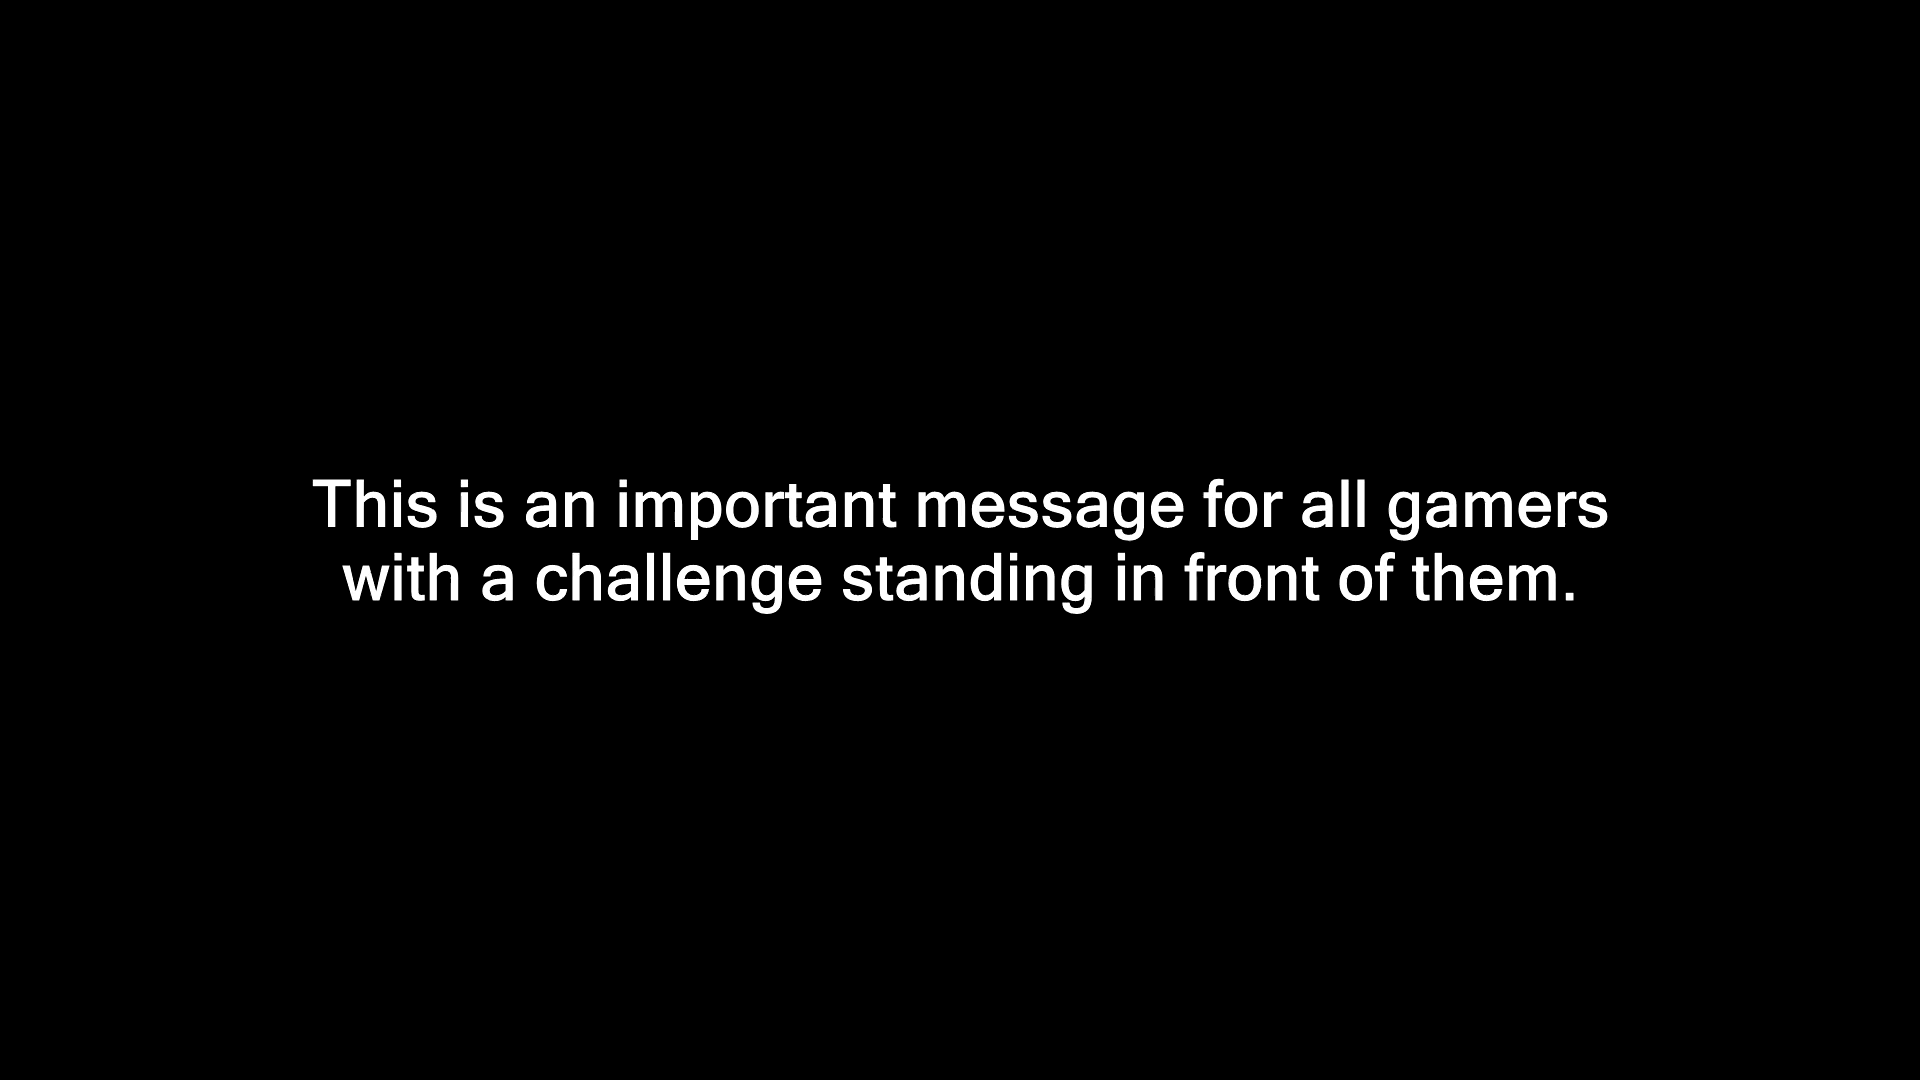 This is an important message for all gamers
with a challenge standing in front of them.